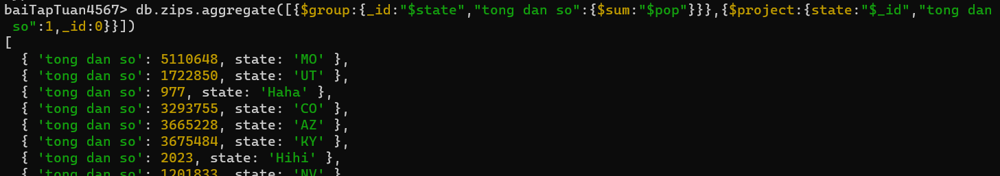 baiTapTuan4567> db.zips.aggregate([{$group:{_id:"$state","tong dan so":{$sum:"$pop"}}},{$project:{state:"$_id","tong dan
so":1,_id:0}}])
[
{ 'tong dan so': 5110648, state: 'MO' },
{ 'tong dan so': 1722850, state: 'UT' },
{ 'tong dan so': 977, state: 'Haha' },
{ 'tong dan so': 3293755, state: 'CO' },
{ 'tong dan so': 3665228, state: 'AZ' },
{ 'tong dan so': 3675484, state: 'KY' },
{ 'tong dan so': 2023, state: 'Hihi' },
{ 'tong dan so': 1201833, state: 'NV' }